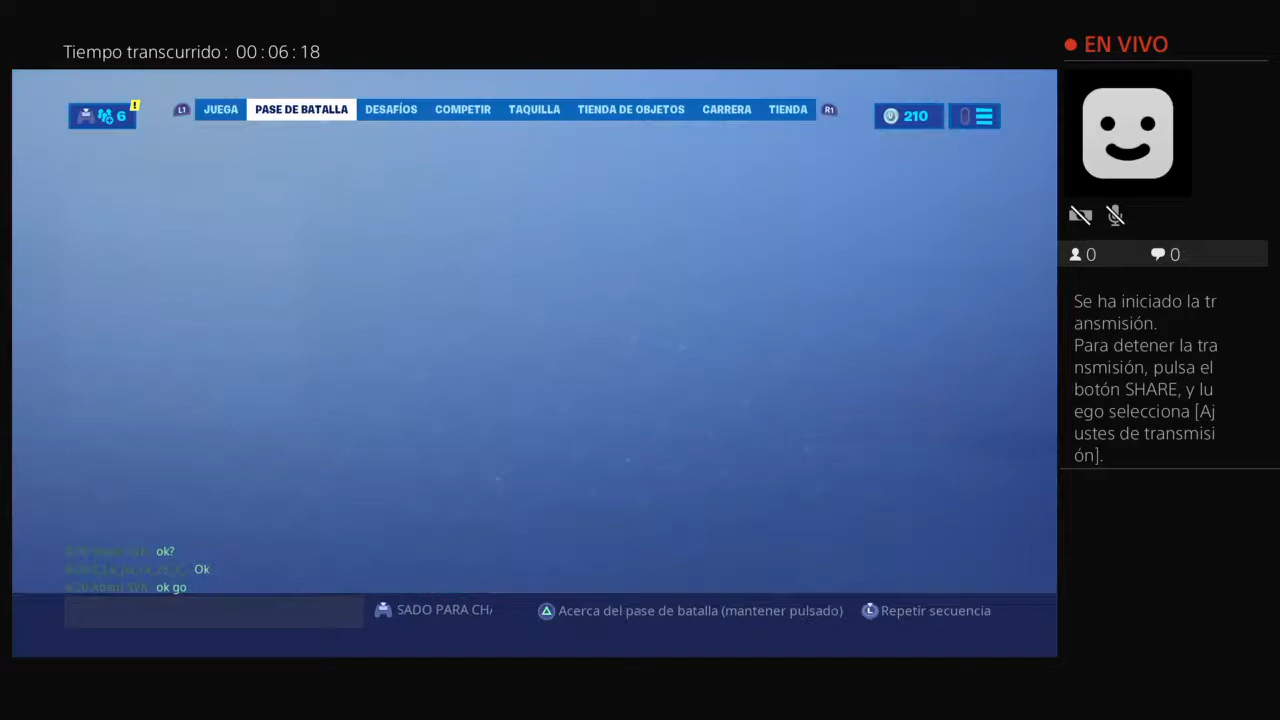 Tiempo transcurrido: 00:06:18
EN VIVO
! 6 L1 JUEGA PASE DE BATALLA DESAFÍOS COMPETIR TAQUILLA TIENDA DE OBJETOS CARRERA TIENDA R1 210
0 0
Se ha iniciado la tr
ansmisión.
Para detener la tra
nsmisión, pulsa el
botón SHARE, y lu
ego selecciona [Aj
ustes de transmisi
ón].
ok?
Ok
ok go
SADO PARA CHA Acerca del pase de batalla (mantener pulsado) L Repetir secuencia